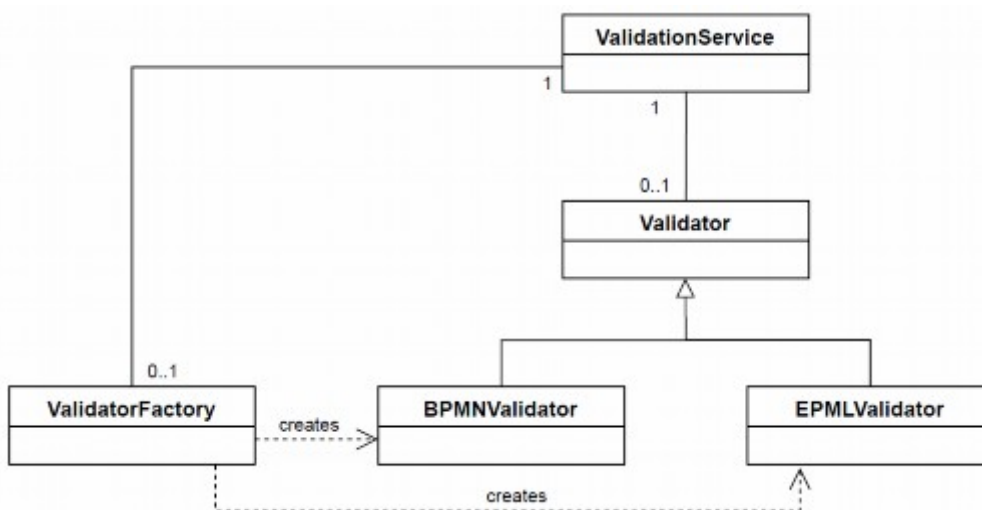 ValidationService
1
1
0..1
Validator
0..1
ValidatorFactory
BPMNValidator
EPMLValidator
creates
creates